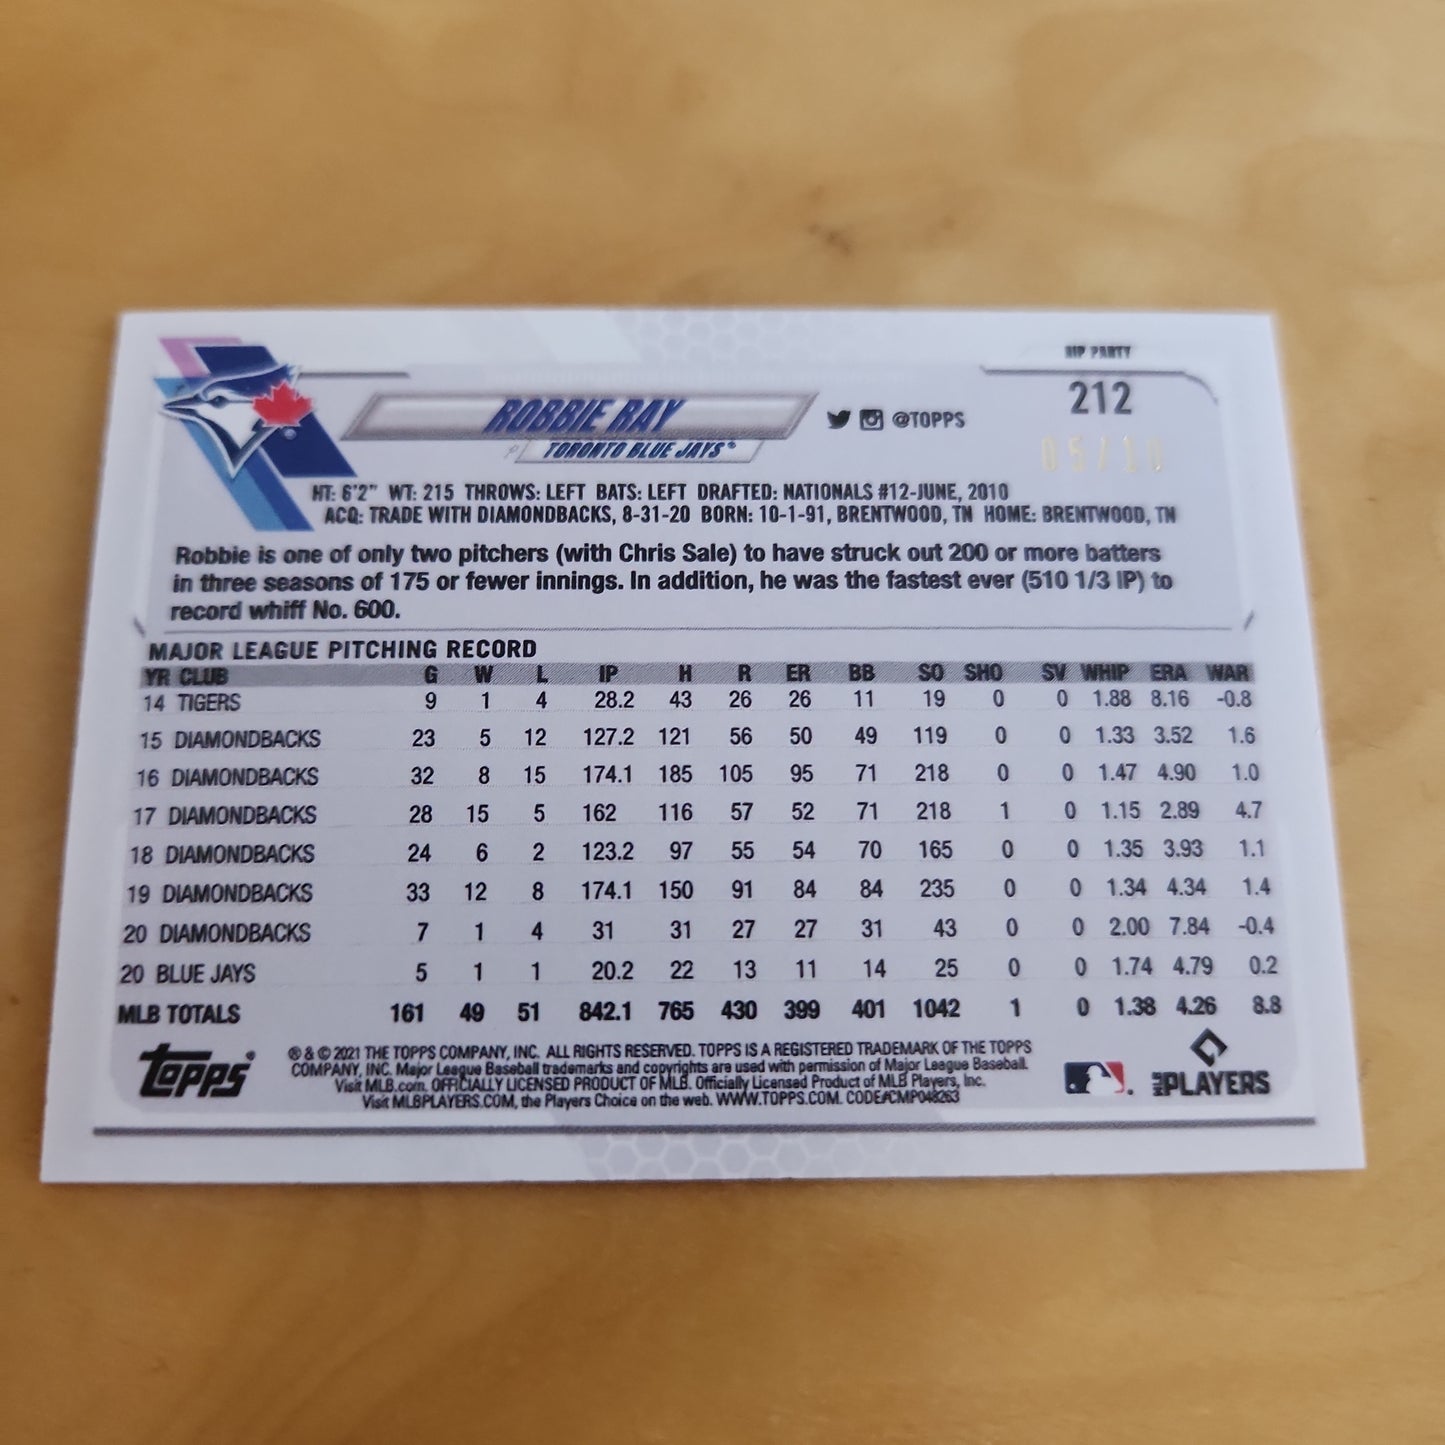 RIP PARTY
212
05/10
ROBBIE RAY
@TOPPS
TORONTO BLUE JAYS®
HT: 6'2" WT: 215 THROWS: LEFT BATS: LEFT DRAFTED: NATIONALS #12-JUNE, 2010
ACQ: TRADE WITH DIAMONDBACKS, 8-31-20 BORN: 10-1-91, BRENTWOOD, TN HOME: BRENTWOOD, TN
Robbie is one of only two pitchers (with Chris Sale) to have struck out 200 or more batters
in three seasons of 175 or fewer innings. In addition, he was the fastest ever (510 1/3 IP) to
record whiff No. 600.
MAJOR LEAGUE PITCHING RECORD
YR CLUB G W L IP H R ER BB SO SHO SV WHIP ERA WAR
14 TIGERS 9 1 4 28.2 43 26 26 11 19 0 0 1.88 8.16 -0.8
15 DIAMONDBACKS 23 5 12 127.2 121 56 50 49 119 0 0 1.33 3.52 1.6
16 DIAMONDBACKS 32 8 15 174.1 185 105 95 71 218 0 0 1.47 4.90 1.0
17 DIAMONDBACKS 28 15 5 162 116 57 52 71 218 1 0 1.15 2.89 4.7
18 DIAMONDBACKS 24 6 2 123.2 97 55 54 70 165 0 0 1.35 3.93 1.1
19 DIAMONDBACKS 33 12 8 174.1 150 91 84 84 235 0 0 1.34 4.34 1.4
20 DIAMONDBACKS 7 1 4 31 31 27 27 31 43 0 0 2.00 7.84 -0.4
20 BLUE JAYS 5 1 1 20.2 22 13 11 14 25 0 0 1.74 4.79 0.2
MLB TOTALS 161 49 51 842.1 765 430 399 401 1042 1 0 1.38 4.26 8.8
Topps®
® & © 2021 THE TOPPS COMPANY, INC. ALL RIGHTS RESERVED. TOPPS IS A REGISTERED TRADEMARK OF THE TOPPS
COMPANY, INC. Major League Baseball trademarks and copyrights are used with permission of Major League Baseball.
Visit MLB.com. OFFICIALLY LICENSED PRODUCT OF MLB. Officially Licensed Product of MLB Players, Inc.
Visit MLBPLAYERS.COM, the Players Choice on the web. WWW.TOPPS.COM. CODE#CMP048263
MLB PLAYERS